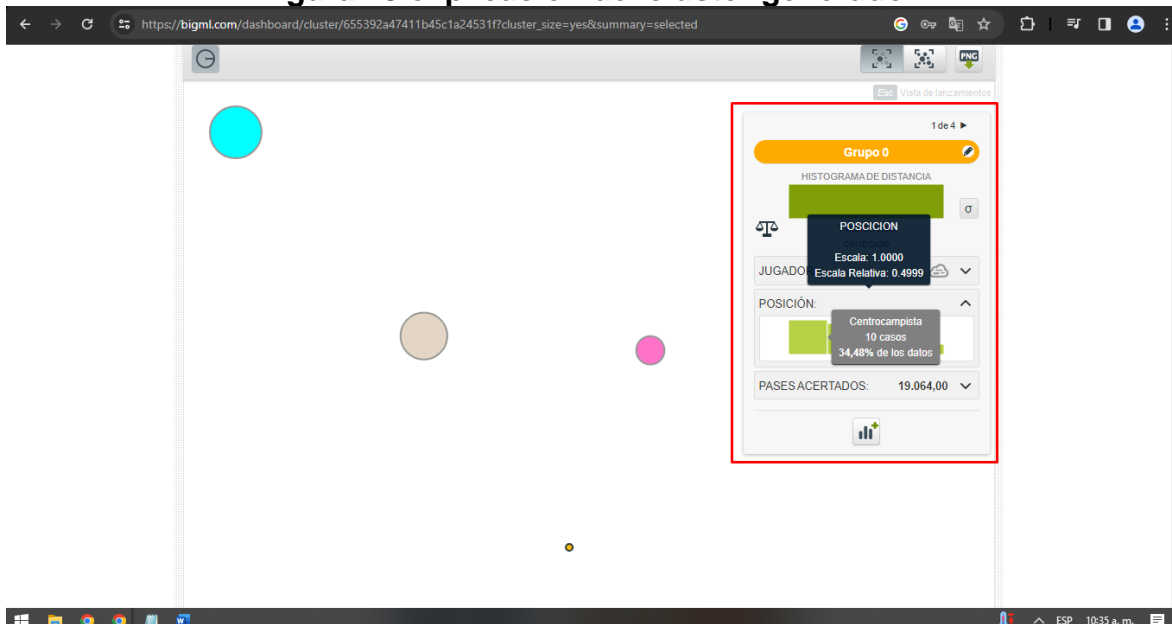 https://bigml.com/dashboard/cluster/655392a47411b45c1a24531f?cluster_size=yes&summary=selected
PNG
Esc Vista de lanzamientos
1 de 4
Grupo 0
HISTOGRAMA DE DISTANCIA
σ
POSCICION
Escala: 1.0000
Escala Relativa: 0.4999
JUGADO
POSICIÓN:
Centrocampista
10 casos
34,48% de los datos
PASES ACERTADOS: 19.064,00
ESP 10:35 a. m.